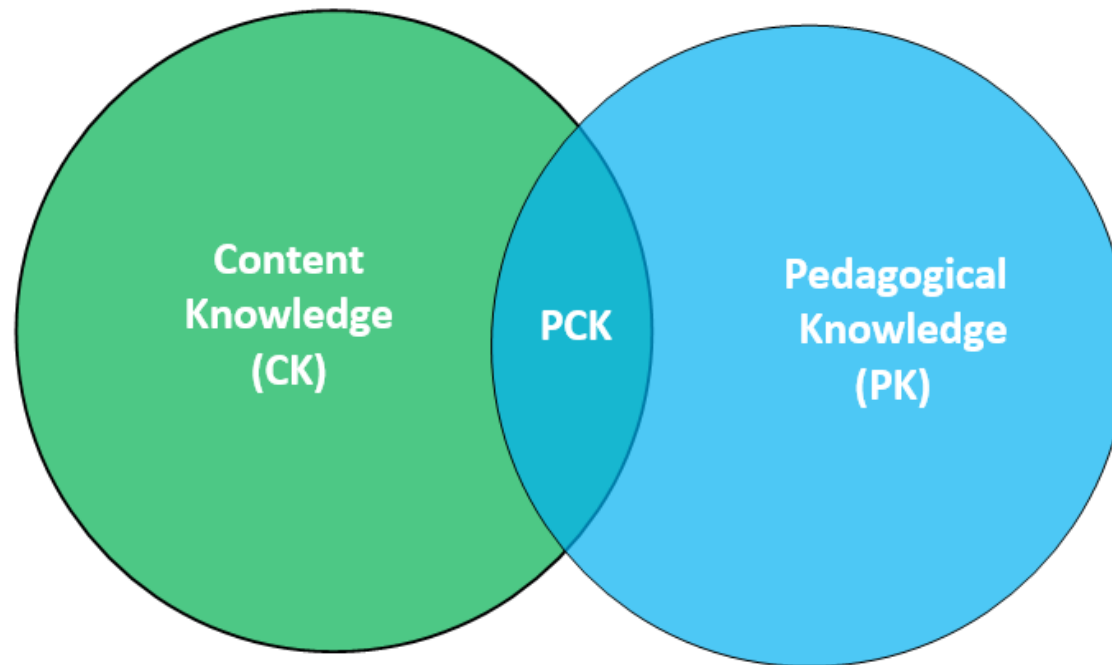 Content
Knowledge
(CK)
PCK
Pedagogical
Knowledge
(PK)